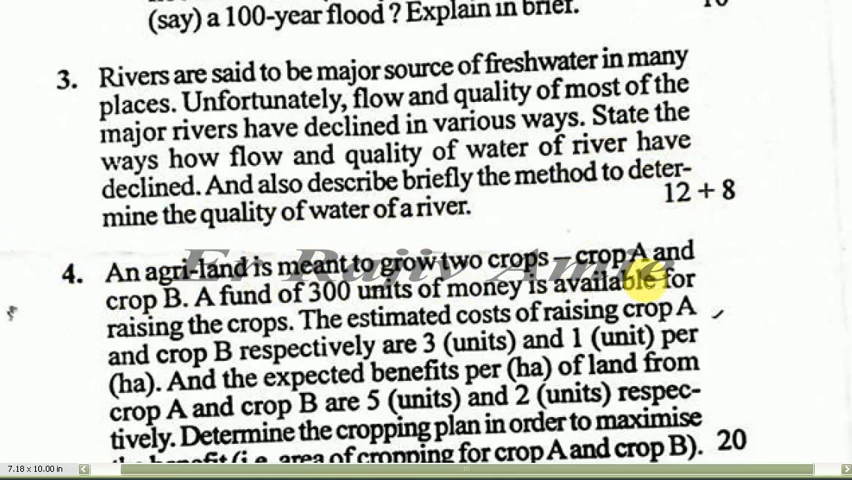 (say) a 100-year flood ? Explain in brief.
10
3. Rivers are said to be major source of freshwater in many
places. Unfortunately, flow and quality of most of the
major rivers have declined in various ways. State the
ways how flow and quality of water of river have
declined. And also describe briefly the method to deter-
mine the quality of water of a river. 12 + 8
Er Rajiv Amie
4. An agri-land is meant to grow two crops – crop A and
crop B. A fund of 300 units of money is available for
raising the crops. The estimated costs of raising crop A
and crop B respectively are 3 (units) and 1 (unit) per
(ha). And the expected benefits per (ha) of land from
crop A and crop B are 5 (units) and 2 (units) respec-
tively. Determine the cropping plan in order to maximise
the benefit (i.e. area of cropping for crop A and crop B). 20
7.18 x 10.00 in